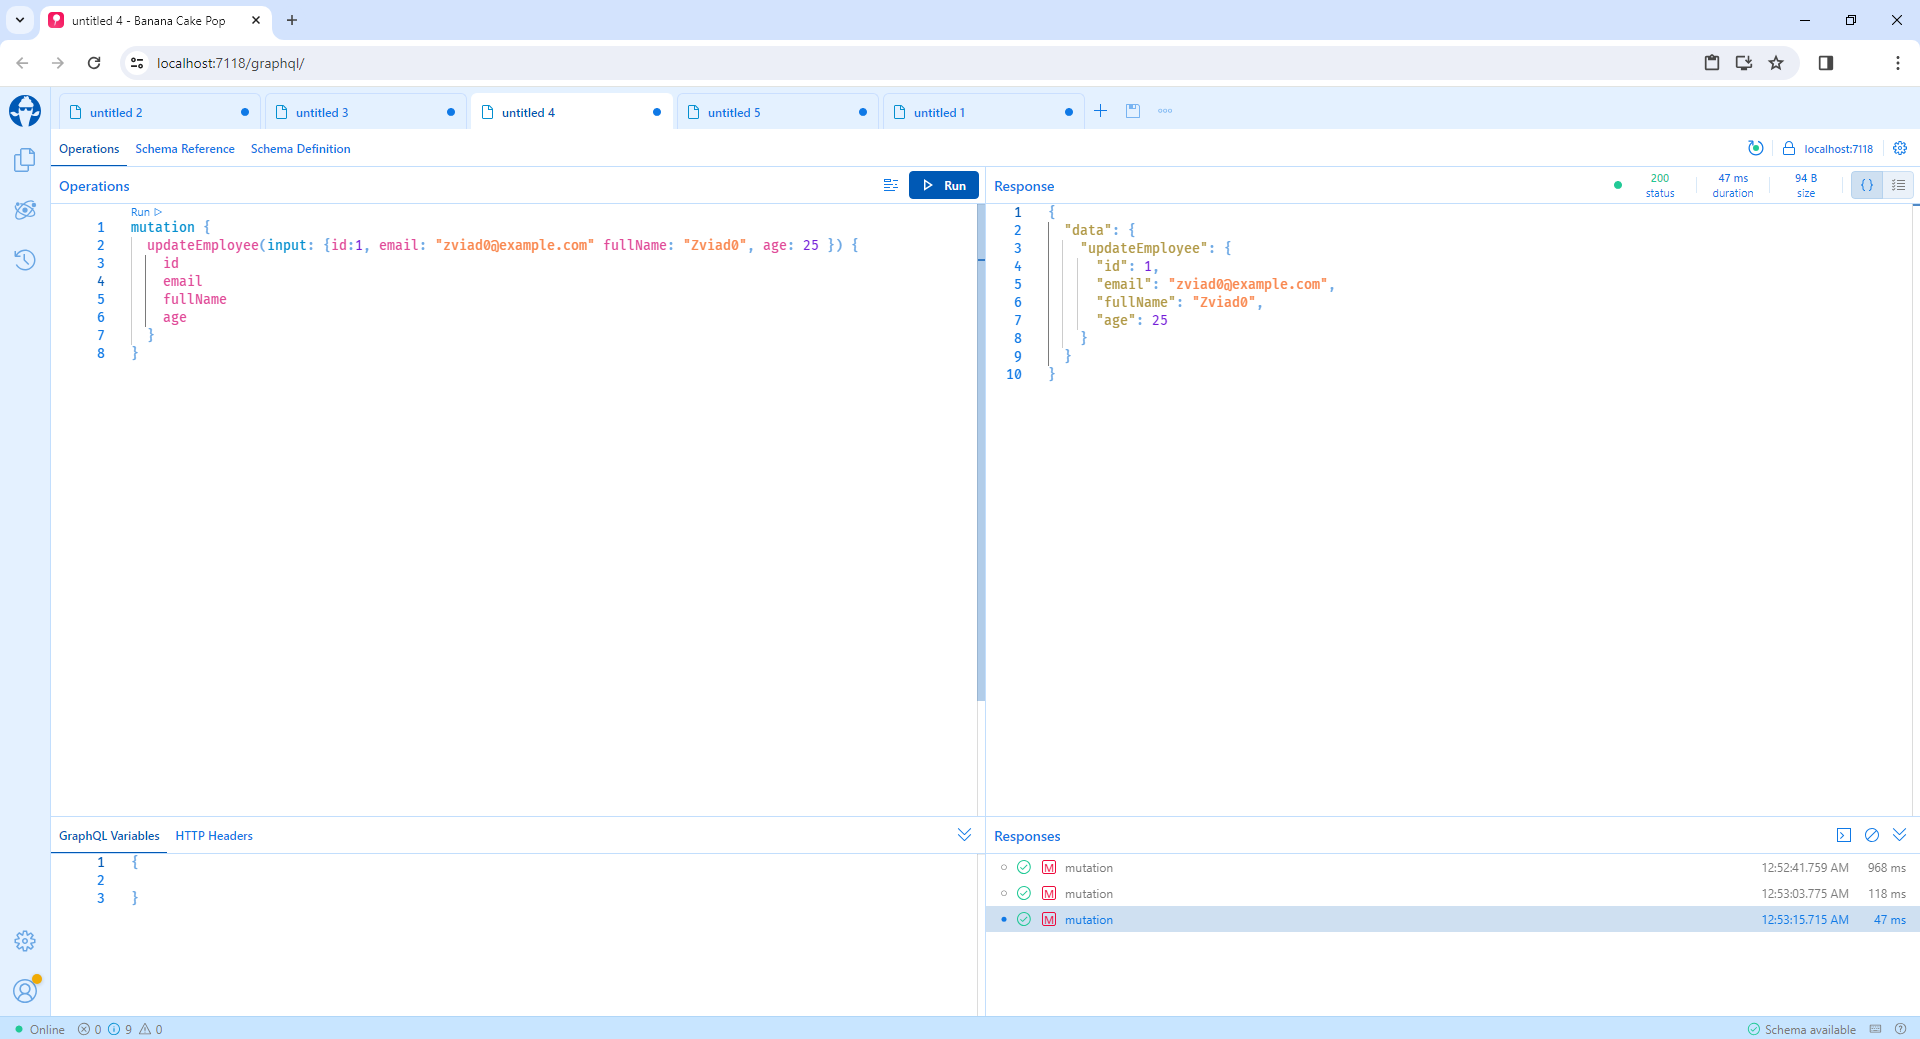 untitled 4 - Banana Cake Pop
localhost:7118/graphql/
untitled 2
untitled 3
untitled 4
untitled 5
untitled 1
Operations
Schema Reference
Schema Definition
localhost:7118
Operations
Run
Run
1 mutation {
2 updateEmployee(input: {id:1, email: "zviad0@example.com" fullName: "Zviad0", age: 25 }) {
3 id
4 email
5 fullName
6 age
7 }
8 }
Response
200 status
47 ms duration
94 B size
{ }
1 {
2 "data": {
3 "updateEmployee": {
4 "id": 1,
5 "email": "zviad0@example.com",
6 "fullName": "Zviad0",
7 "age": 25
8 }
9 }
10 }
GraphQL Variables
HTTP Headers
1 {
2
3 }
Responses
M mutation 12:52:41.759 AM 968 ms
M mutation 12:53:03.775 AM 118 ms
M mutation 12:53:15.715 AM 47 ms
Online 0 9 0
Schema available